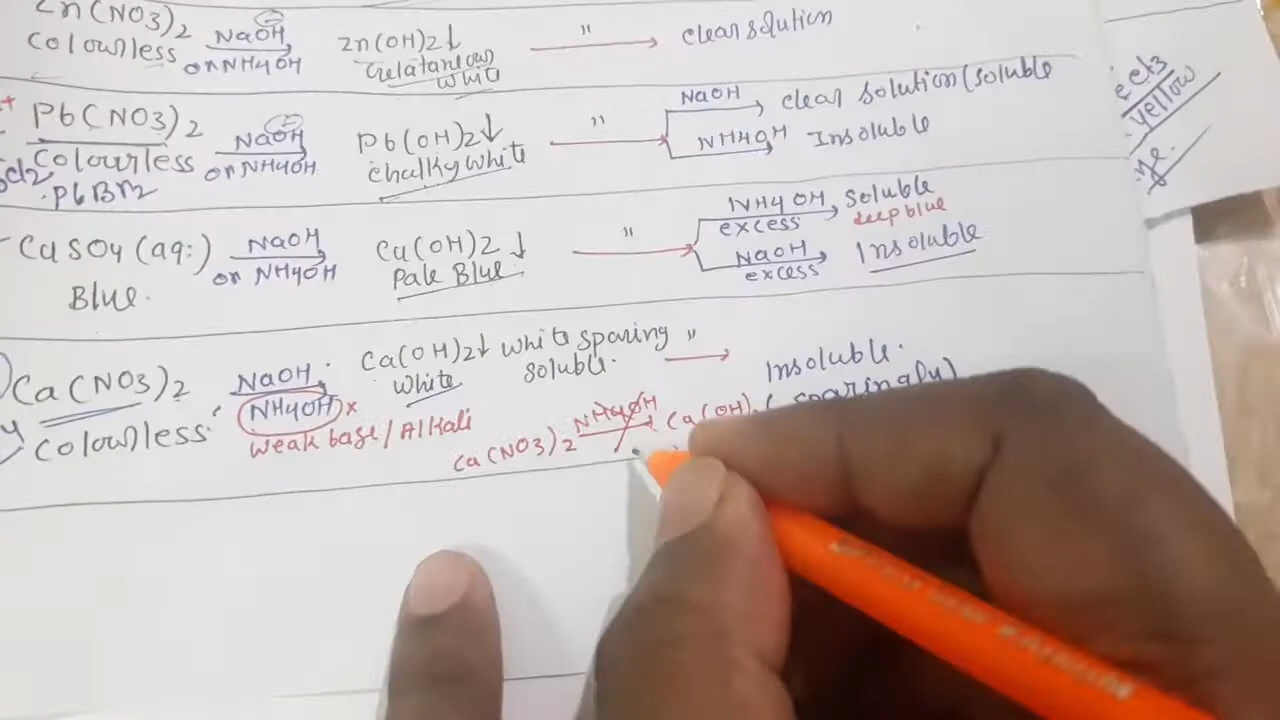 Zn(NO3)2 NaOH Zn(OH)2↓ " clear solution
Colourless or NH4OH Gelataneous
white
Pb(NO3)2 NaOH Pb(OH)2↓ " NaOH clear solution (soluble
Colourless or NH4OH chalky white NH4OH Insoluble
PbBr2
CuSO4 (aq:) NaOH Cu(OH)2↓ " NH4OH excess soluble
deep blue
Blue. or NH4OH Pale Blue NaOH excess Insoluble
Ca(NO3)2 NaOH. Ca(OH)2↓ white sparing " Insoluble.
Colourless NH4OH x white soluble. (sparingly)
weak base/Alkali
Ca(NO3)2 NH4OH Ca(OH)
yellow